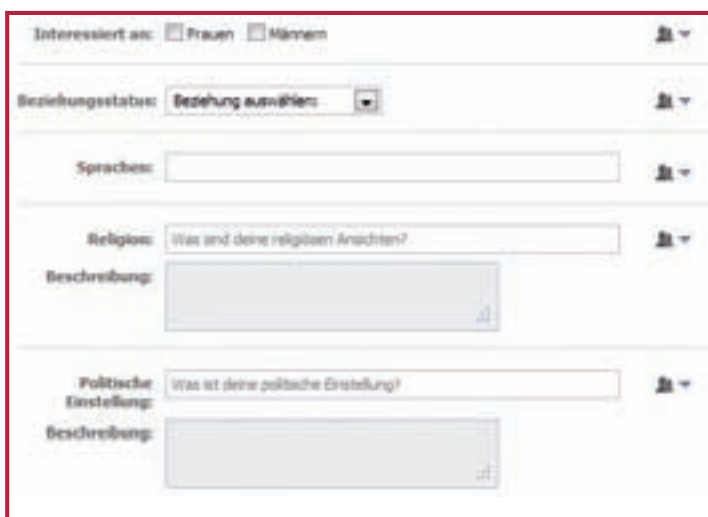 Interessiert an: Frauen Männern
Beziehungsstatus: Beziehung auswählen:
Sprachen:
Religion: Was sind deine religiösen Ansichten?
Beschreibung:
Politische Einstellung: Was ist deine politische Einstellung?
Beschreibung: